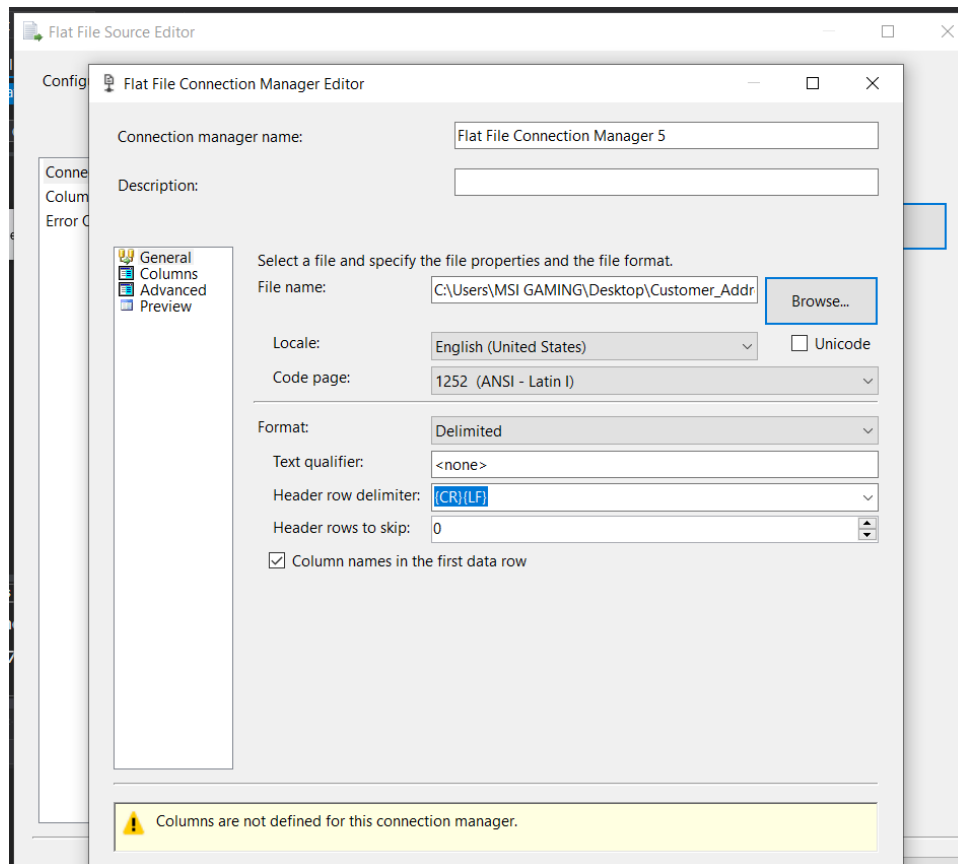 Flat File Source Editor
Config
Flat File Connection Manager Editor
Connection manager name:
Flat File Connection Manager 5
Description:
Conne
Colum
Error C
General
Columns
Advanced
Preview
Select a file and specify the file properties and the file format.
File name:
C:\Users\MSI GAMING\Desktop\Customer_Addr
Browse...
Locale:
English (United States)
Unicode
Code page:
1252 (ANSI - Latin I)
Format:
Delimited
Text qualifier:
<none>
Header row delimiter:
{CR}{LF}
Header rows to skip:
0
Column names in the first data row
Columns are not defined for this connection manager.